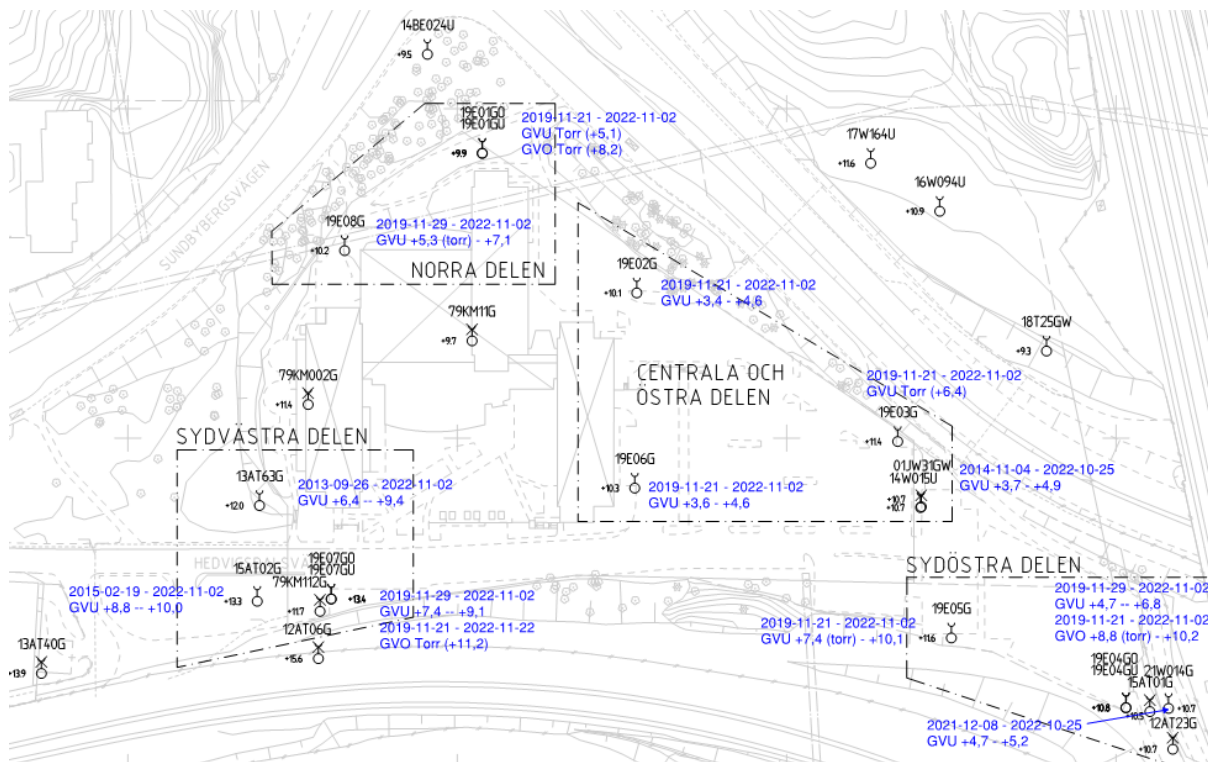 14BE024U
+9.5
19E01GO
19E01GU
+9.9
2019-11-21 - 2022-11-02
GVU Torr (+5,1)
GVO Torr (+8,2)
17W164U
+11.6
16W094U
+10.9
SUNDBYBERGSVÄGEN
19E08G
+10.2
2019-11-29 - 2022-11-02
GVU +5,3 (torr) - +7,1
NORRA DELEN
19E02G
+10.1
2019-11-21 - 2022-11-02
GVU +3,4 - +4,6
79KM11G
+9.7
18T25GW
+9.3
79KM002G
+11.4
CENTRALA OCH
ÖSTRA DELEN
2019-11-21 - 2022-11-02
GVU Torr (+6,4)
19E03G
+11.4
SYDVÄSTRA DELEN
13AT63G
+12.0
2013-09-26 - 2022-11-02
GVU +6,4 -- +9,4
19E06G
+10.3
2019-11-21 - 2022-11-02
GVU +3,6 - +4,6
01JW31GW
14W015U
+10.7
+10.7
2014-11-04 - 2022-10-25
GVU +3,7 - +4,9
15AT02G
+13.3
2015-02-19 - 2022-11-02
GVU +8,8 -- +10,0
19E07GO
19E07GU
+13.4
79KM112G
+11.7
2019-11-29 - 2022-11-02
GVU +7,4 -- +9,1
2019-11-21 - 2022-11-22
GVO Torr (+11,2)
12AT06G
+15.6
13AT40G
+13.9
SYDÖSTRA DELEN
2019-11-29 - 2022-11-02
GVU +4,7 -- +6,8
2019-11-21 - 2022-11-02
GVO +8,8 (torr) - +10,2
19E05G
+11.6
2019-11-21 - 2022-11-02
GVU +7,4 (torr) - +10,1
19E04GO
19E04GU
+10.8
21W014G
+10.7
15AT01G
+10.5
2021-12-08 - 2022-10-25
GVU +4,7 - +5,2
12AT23G
+10.7